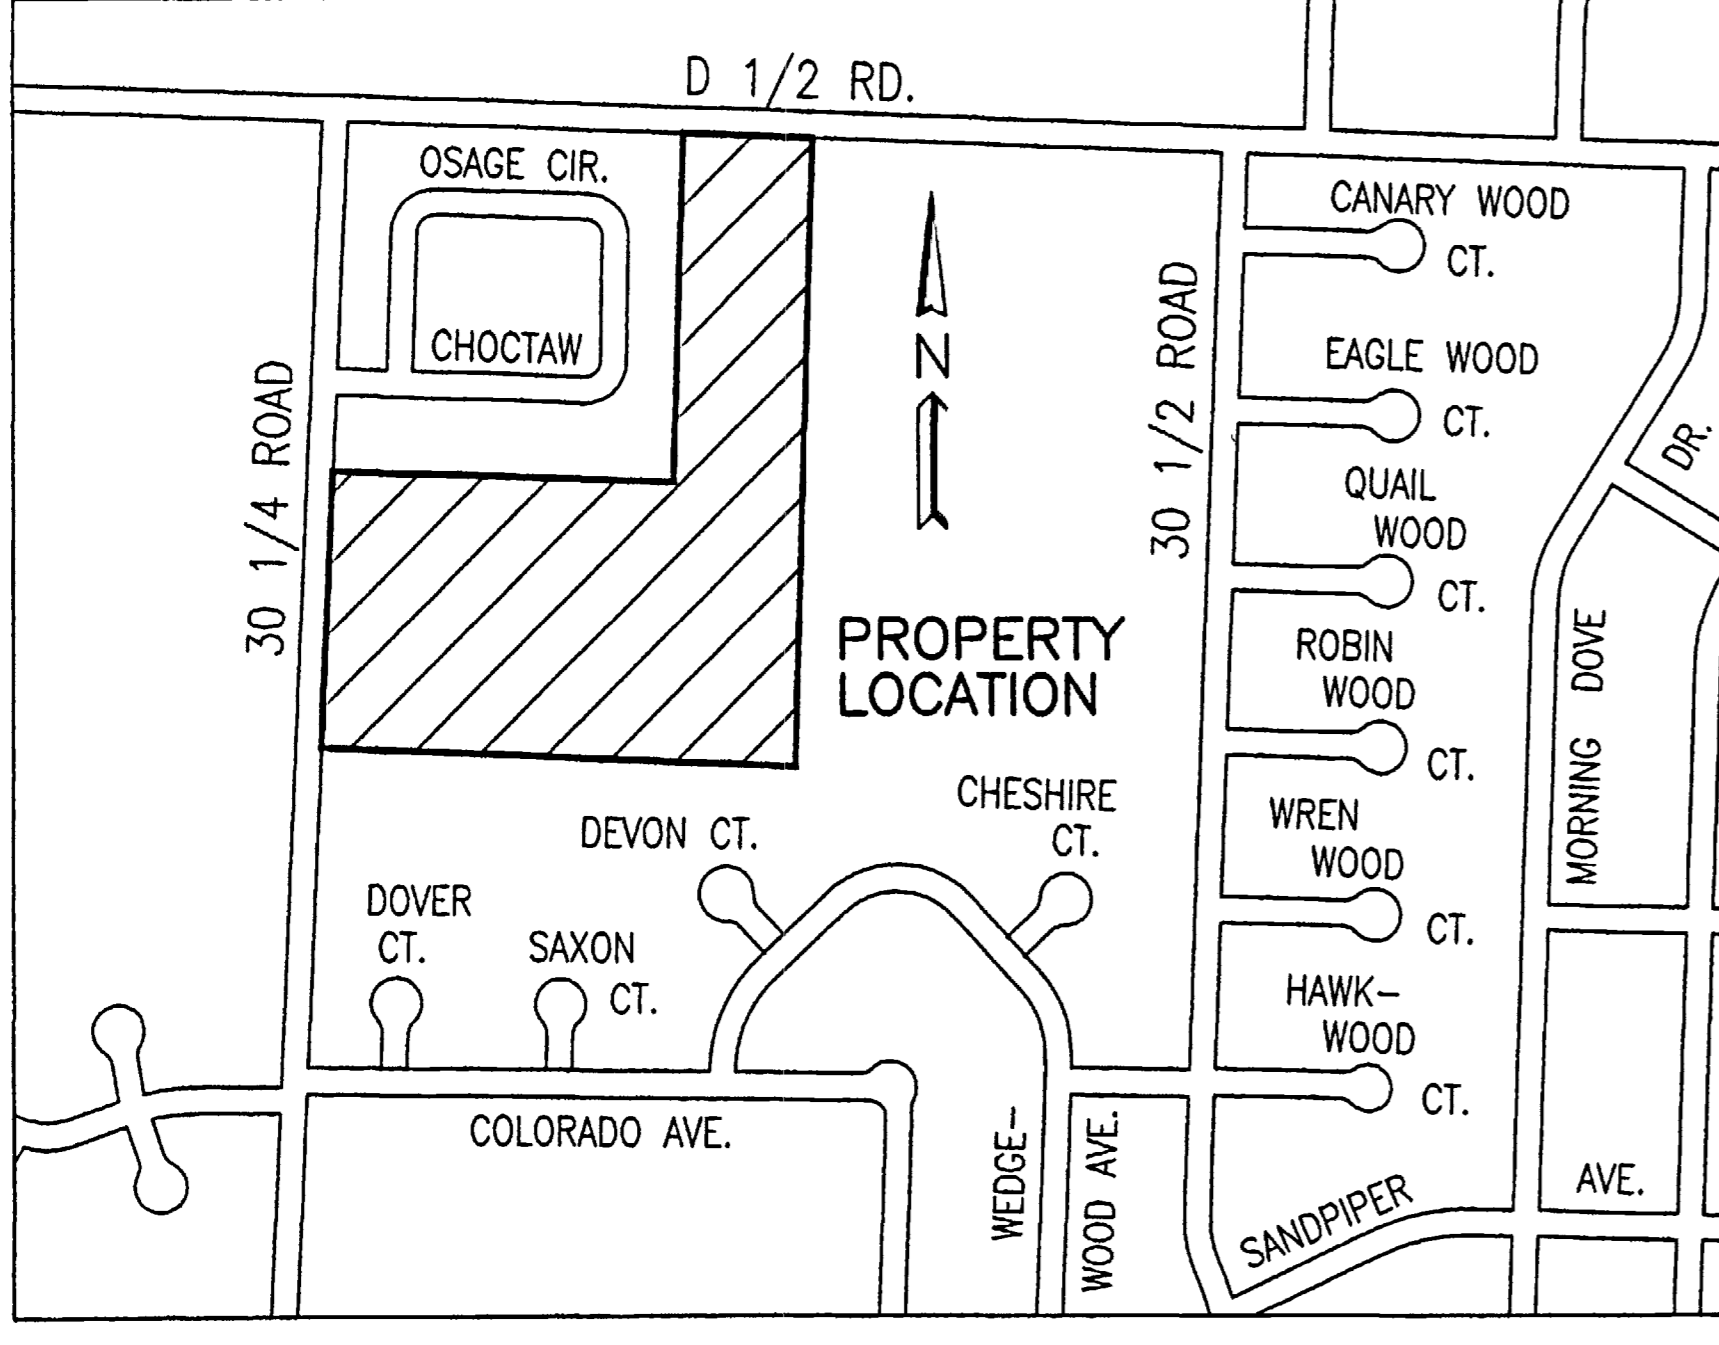 D 1/2 RD.
OSAGE CIR.
CHOCTAW
30 1/4 ROAD
N
30 1/2 ROAD
PROPERTY
LOCATION
CANARY WOOD
CT.
EAGLE WOOD
CT.
QUAIL
WOOD
CT.
ROBIN
WOOD
CT.
WREN
WOOD
CT.
HAWK-
WOOD
CT.
DR.
MORNING DOVE
CHESHIRE
CT.
DEVON CT.
DOVER
CT.
SAXON
CT.
COLORADO AVE.
WEDGE-
WOOD AVE.
SANDPIPER
AVE.